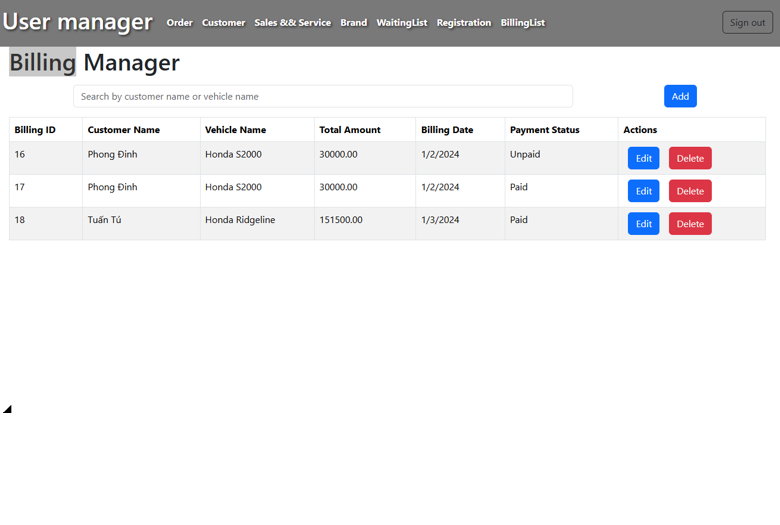 User manager Order Customer Sales && Service Brand WaitingList Registration BillingList Sign out
Billing Manager
Search by customer name or vehicle name Add
Billing ID Customer Name Vehicle Name Total Amount Billing Date Payment Status Actions
16 Phong Đinh Honda S2000 30000.00 1/2/2024 Unpaid Edit Delete
17 Phong Đinh Honda S2000 30000.00 1/2/2024 Paid Edit Delete
18 Tuấn Tú Honda Ridgeline 151500.00 1/3/2024 Paid Edit Delete